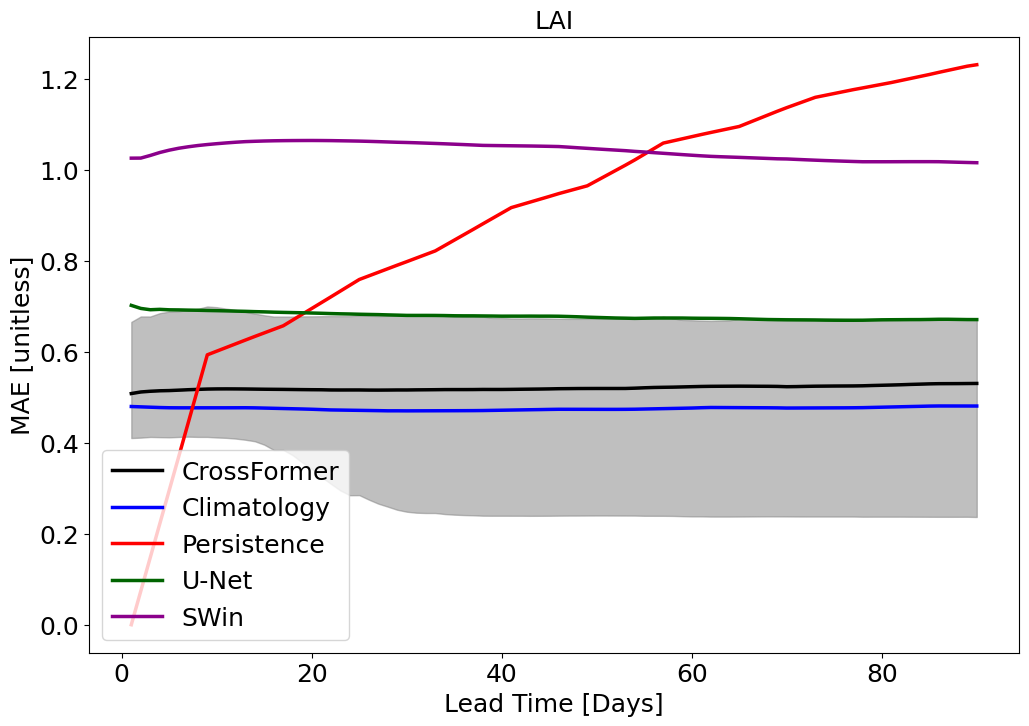 LAI
MAE [unitless]
1.2
1.0
0.8
0.6
0.4
0.2
0.0
CrossFormer
Climatology
Persistence
U-Net
SWin
0 20 40 60 80
Lead Time [Days]